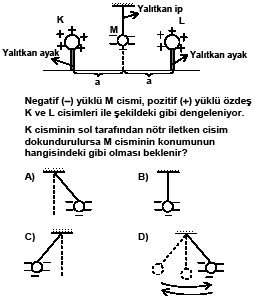 Yalıtkan ip
K
M
L
Yalıtkan ayak
Yalıtkan ayak
a
a
Negatif (–) yüklü M cismi, pozitif (+) yüklü özdeş
K ve L cisimleri ile şekildeki gibi dengeleniyor.
K cisminin sol tarafından nötr iletken cisim
dokundurulursa M cisminin konumunun
hangisindeki gibi olması beklenir?
A)
B)
C)
D)